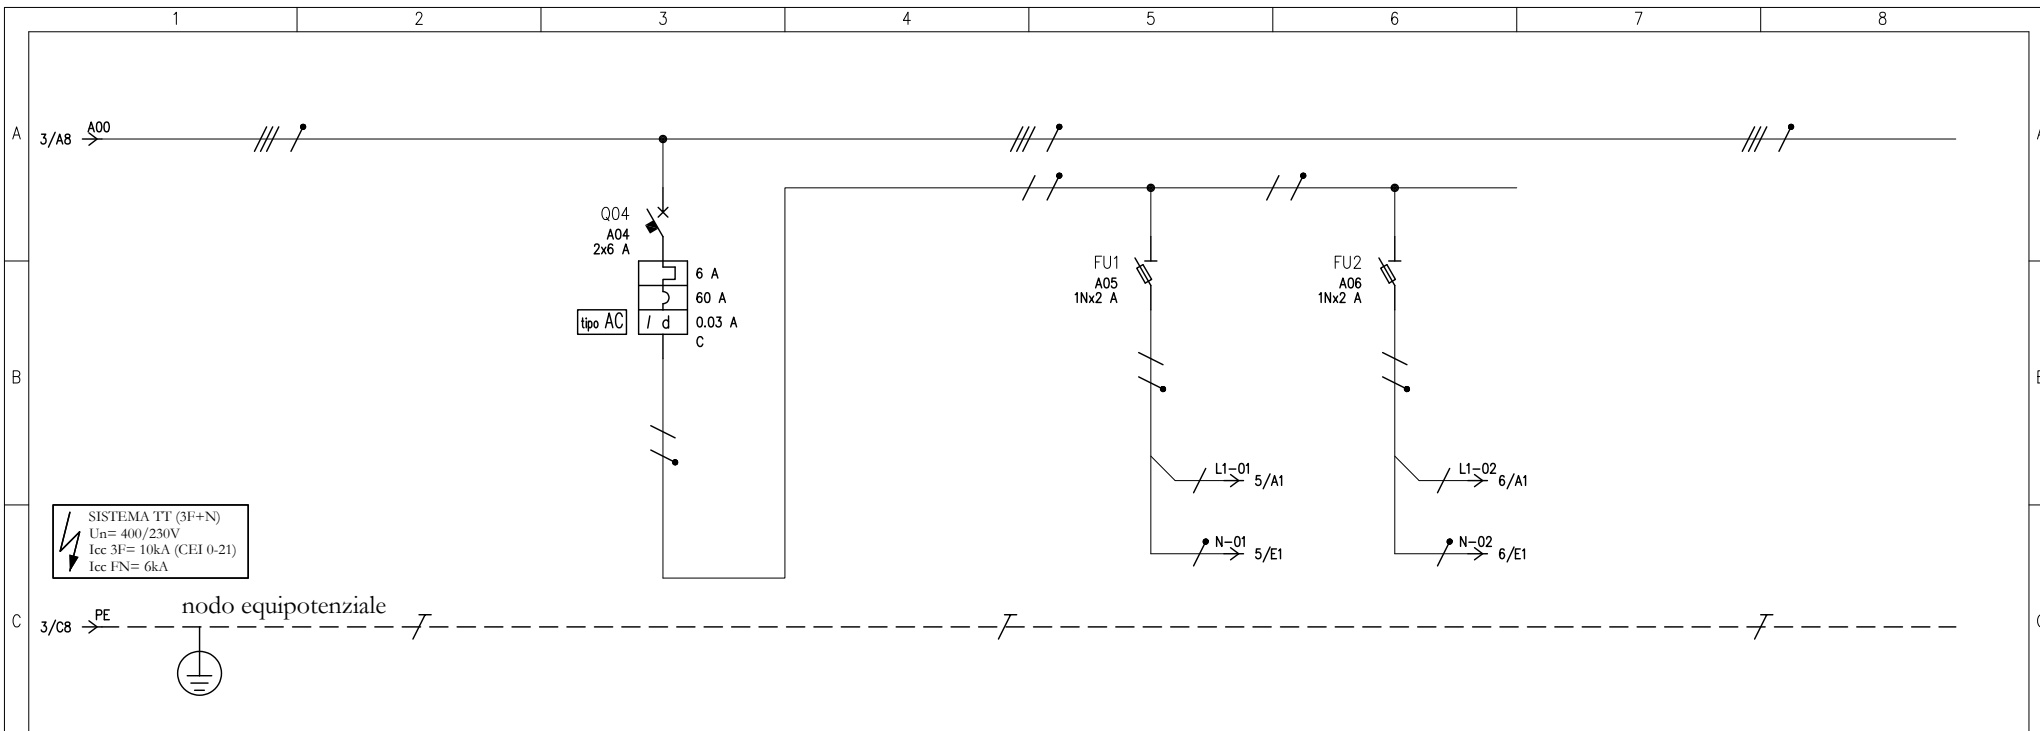 1 2 3 4 5 6 7 8
A
3/A8 A00
Q04
A04
2x6 A
6 A
60 A
tipo AC
I d
0.03 A
C
FU1
A05
1Nx2 A
FU2
A06
1Nx2 A
B
L1-01 5/A1
L1-02 6/A1
N-01 5/E1
N-02 6/E1
SISTEMA TT (3F+N)
Un= 400/230V
Icc 3F= 10kA (CEI 0-21)
Icc FN= 6kA
nodo equipotenziale
C
3/C8 PE